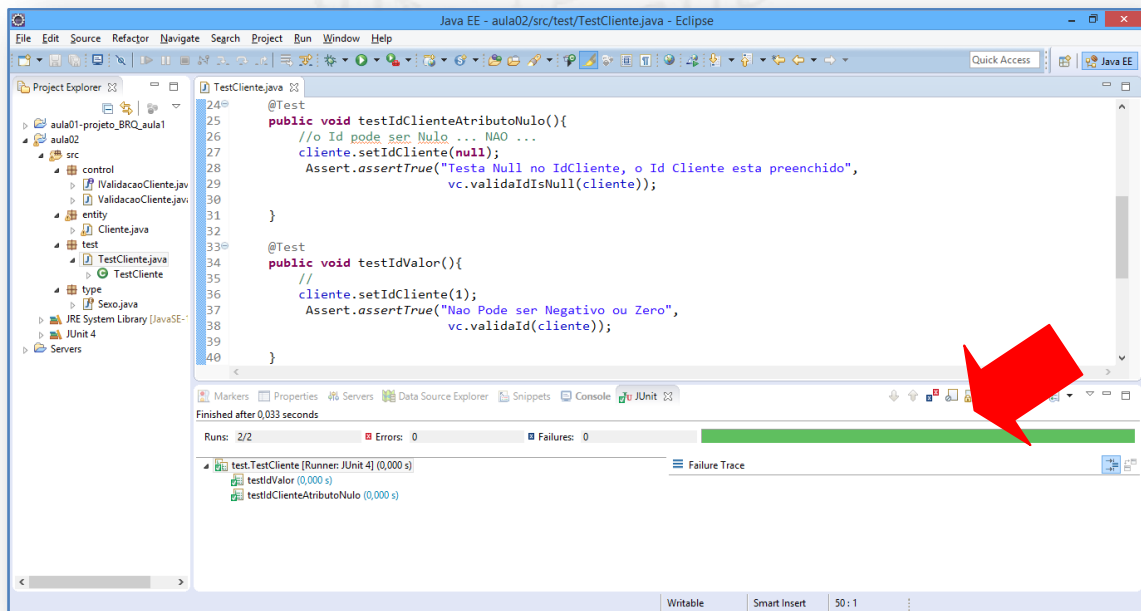 Java EE - aula02/src/test/TestCliente.java - Eclipse
File Edit Source Refactor Navigate Search Project Run Window Help
Quick Access Java EE
Project Explorer
aula01-projeto_BRQ_aula1
aula02
src
control
IValidacaoCliente.jav
ValidacaoCliente.java
entity
Cliente.java
test
TestCliente.java
TestCliente
type
Sexo.java
JRE System Library [JavaSE-
JUnit 4
Servers
TestCliente.java
24 @Test
25 public void testIdClienteAtributoNulo(){
26 //o Id pode ser Nulo ... NAO ...
27 cliente.setIdCliente(null);
28 Assert.assertTrue("Testa Null no IdCliente, o Id Cliente esta preenchido",
29 vc.validaIdIsNull(cliente));
30
31 }
32
33 @Test
34 public void testIdValor(){
35 //
36 cliente.setIdCliente(1);
37 Assert.assertTrue("Nao Pode ser Negativo ou Zero",
38 vc.validaId(cliente));
39
40 }
Markers Properties Servers Data Source Explorer Snippets Console JUnit
Finished after 0,033 seconds
Runs: 2/2 Errors: 0 Failures: 0
test.TestCliente [Runner: JUnit 4] (0,000 s)
testIdValor (0,000 s)
testIdClienteAtributoNulo (0,000 s)
Failure Trace
Writable Smart Insert 50 : 1